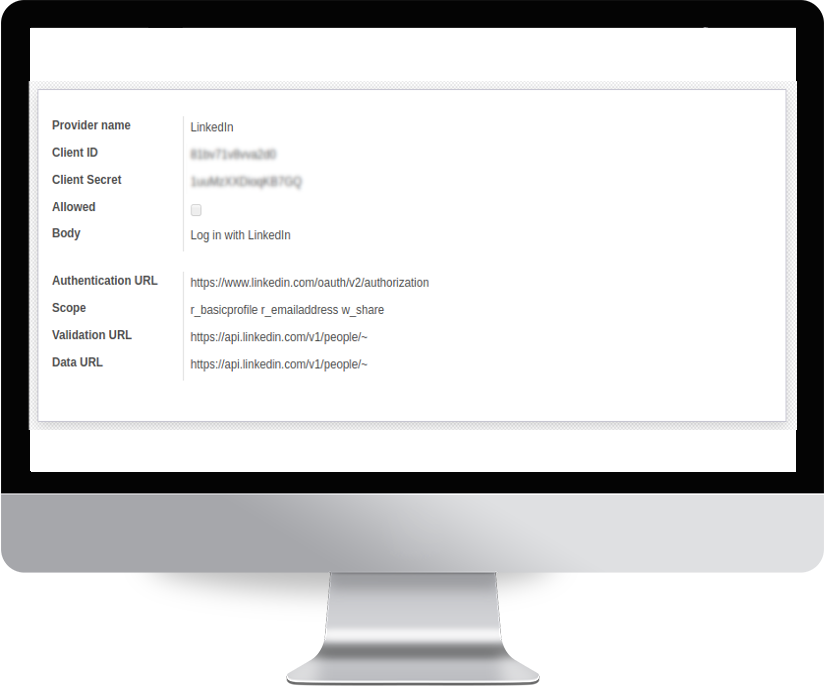 Provider name LinkedIn
Client ID
Client Secret
Allowed
Body Log in with LinkedIn
Authentication URL https://www.linkedin.com/oauth/v2/authorization
Scope r_basicprofile r_emailaddress w_share
Validation URL https://api.linkedin.com/v1/people/~
Data URL https://api.linkedin.com/v1/people/~